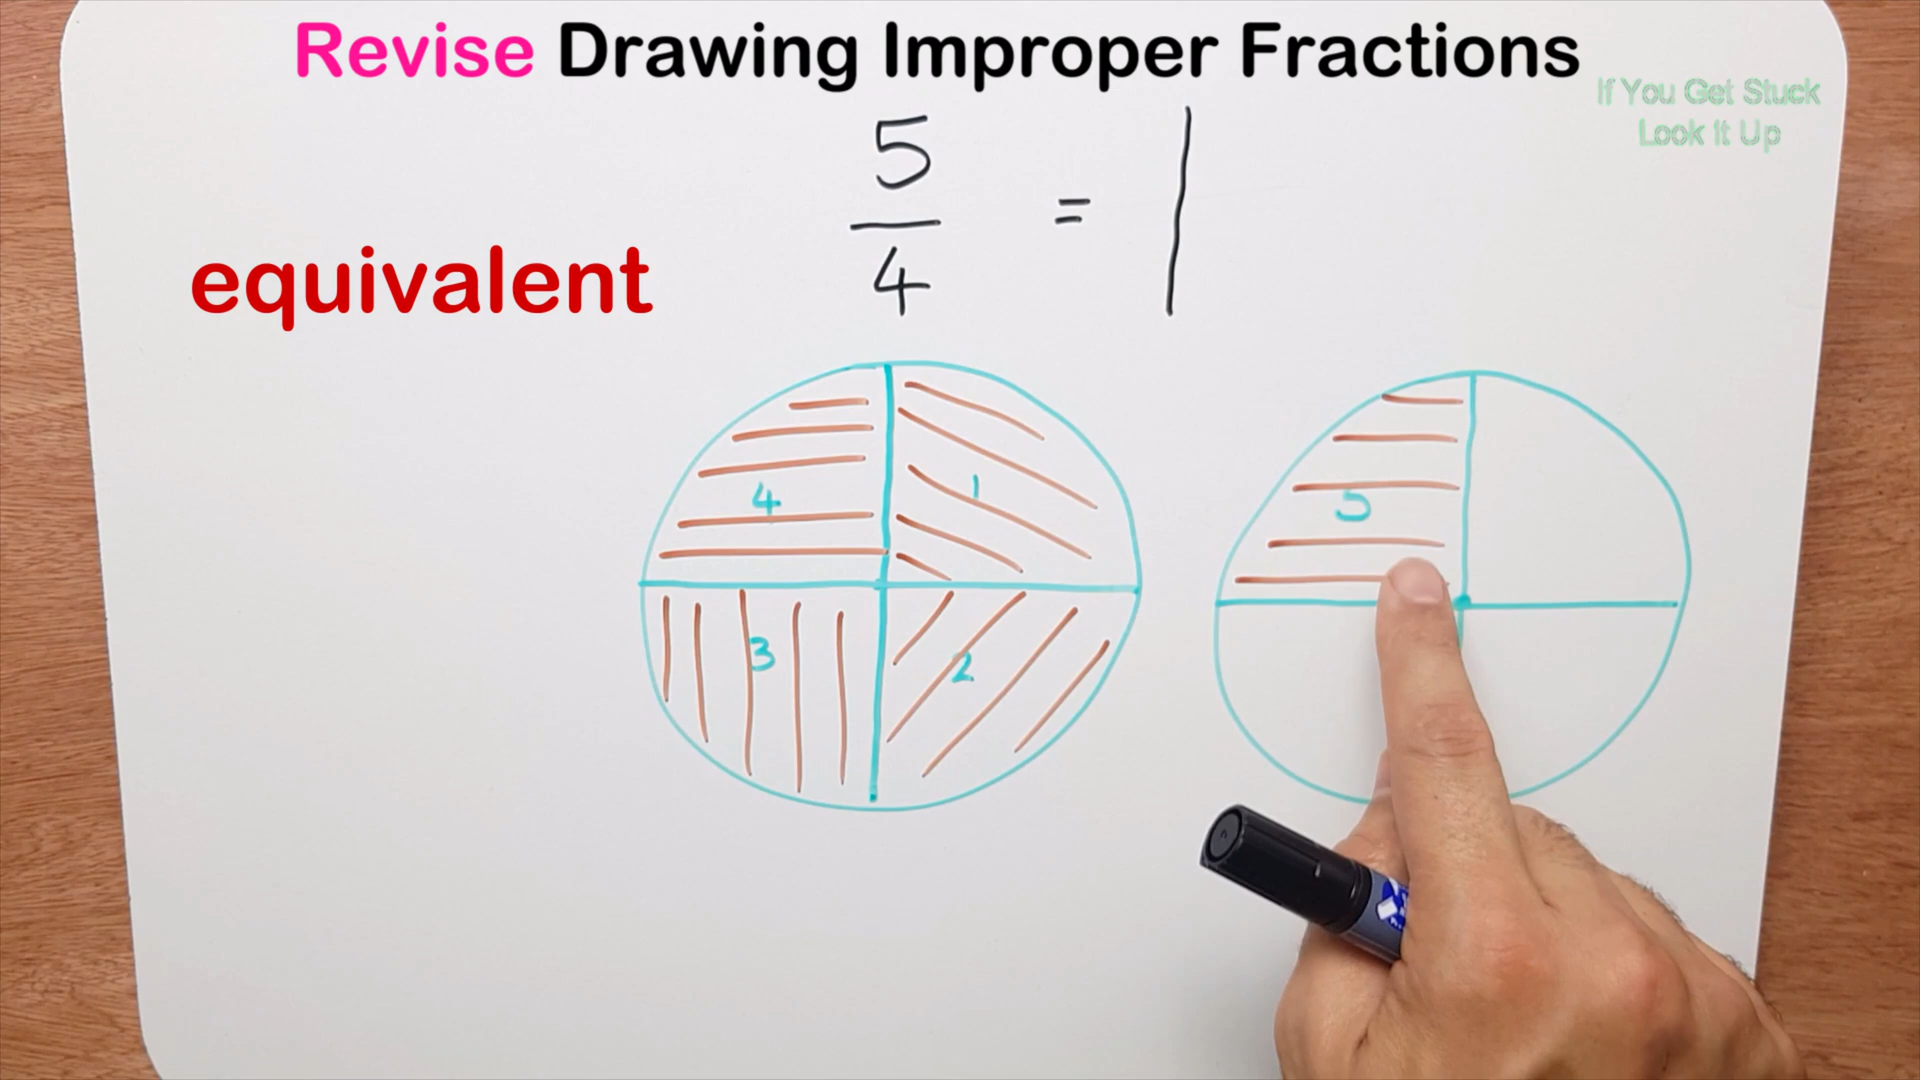 Revise Drawing Improper Fractions
If You Get Stuck
Look It Up
5
4
= 1
equivalent
4
1
3
2
5